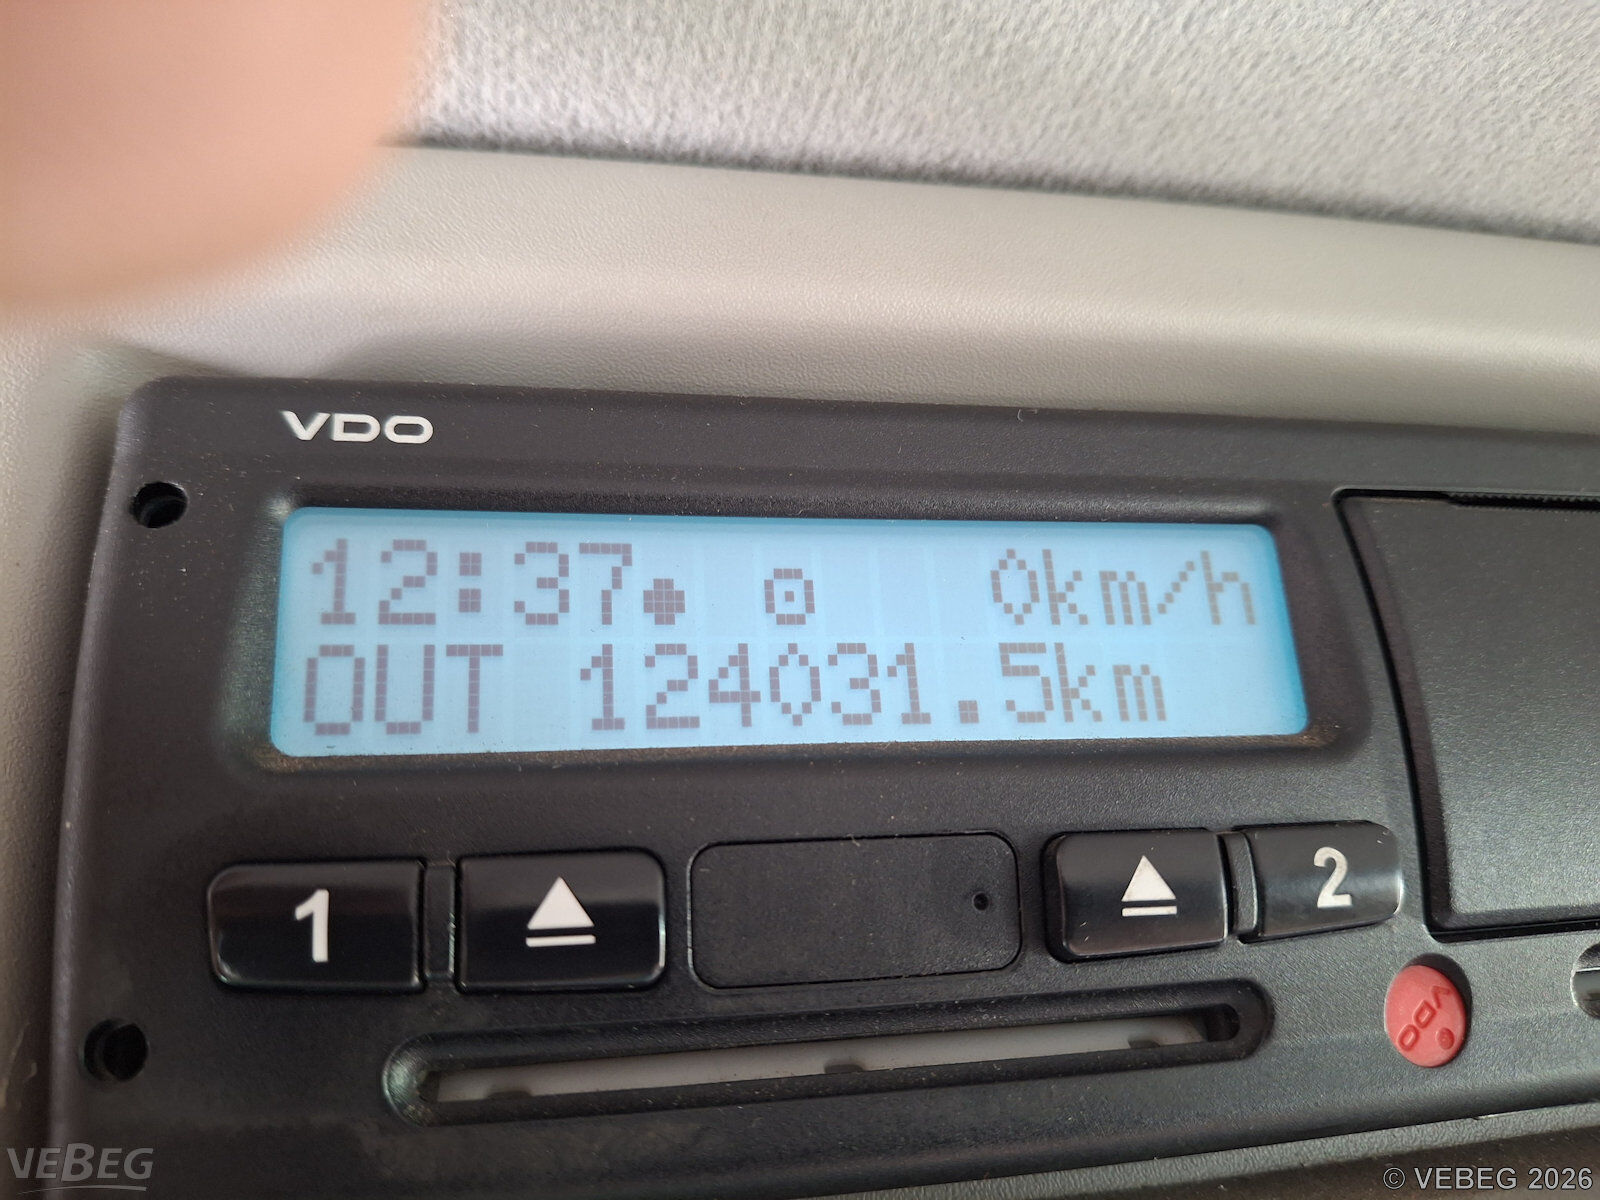 VDO
12:37● ⊙ 0km/h
OUT 124031.5km
1 ⏏ ⏏ 2
VDO
VEBEG
© VEBEG 2026